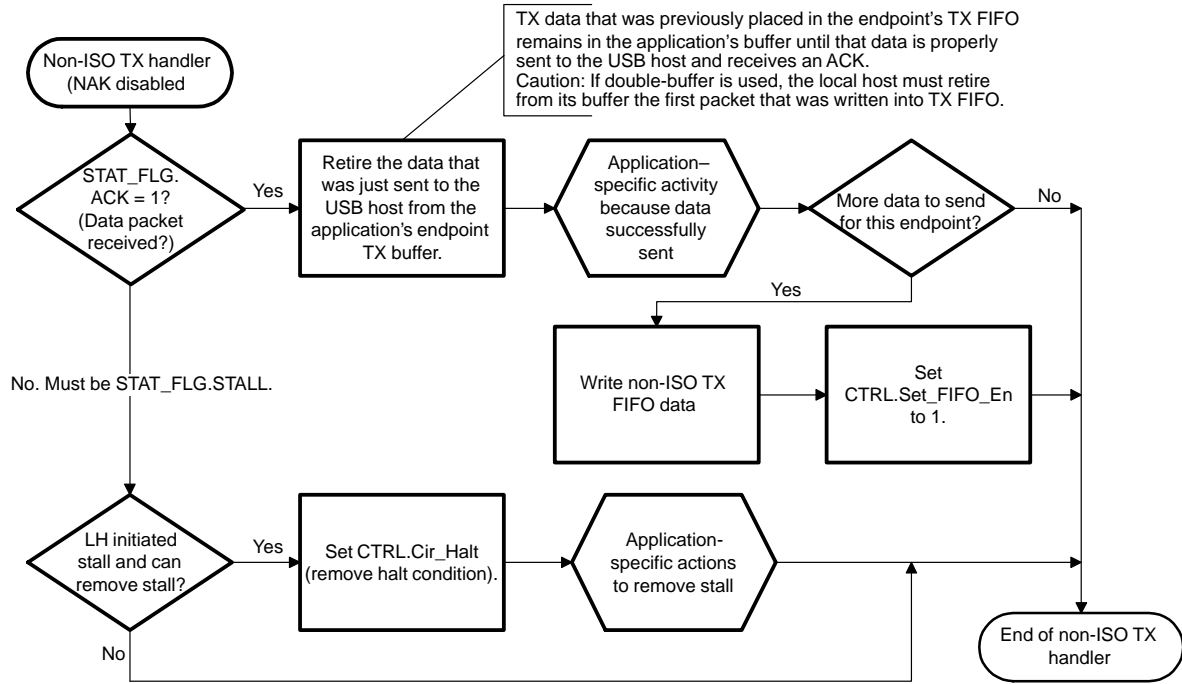 TX data that was previously placed in the endpoint's TX FIFO
remains in the application's buffer until that data is properly
sent to the USB host and receives an ACK.
Caution: If double-buffer is used, the local host must retire
from its buffer the first packet that was written into TX FIFO.
Non-ISO TX handler
(NAK disabled
STAT_FLG.
ACK = 1?
(Data packet
received?)
Yes
Retire the data that
was just sent to the
USB host from the
application's endpoint
TX buffer.
Application–
specific activity
because data
successfully
sent
More data to send
for this endpoint?
No
Yes
No. Must be STAT_FLG.STALL.
Write non-ISO TX
FIFO data
Set
CTRL.Set_FIFO_En
to 1.
LH initiated
stall and can
remove stall?
Yes
Set CTRL.Cir_Halt
(remove halt condition).
Application-
specific actions
to remove stall
No
End of non-ISO TX
handler